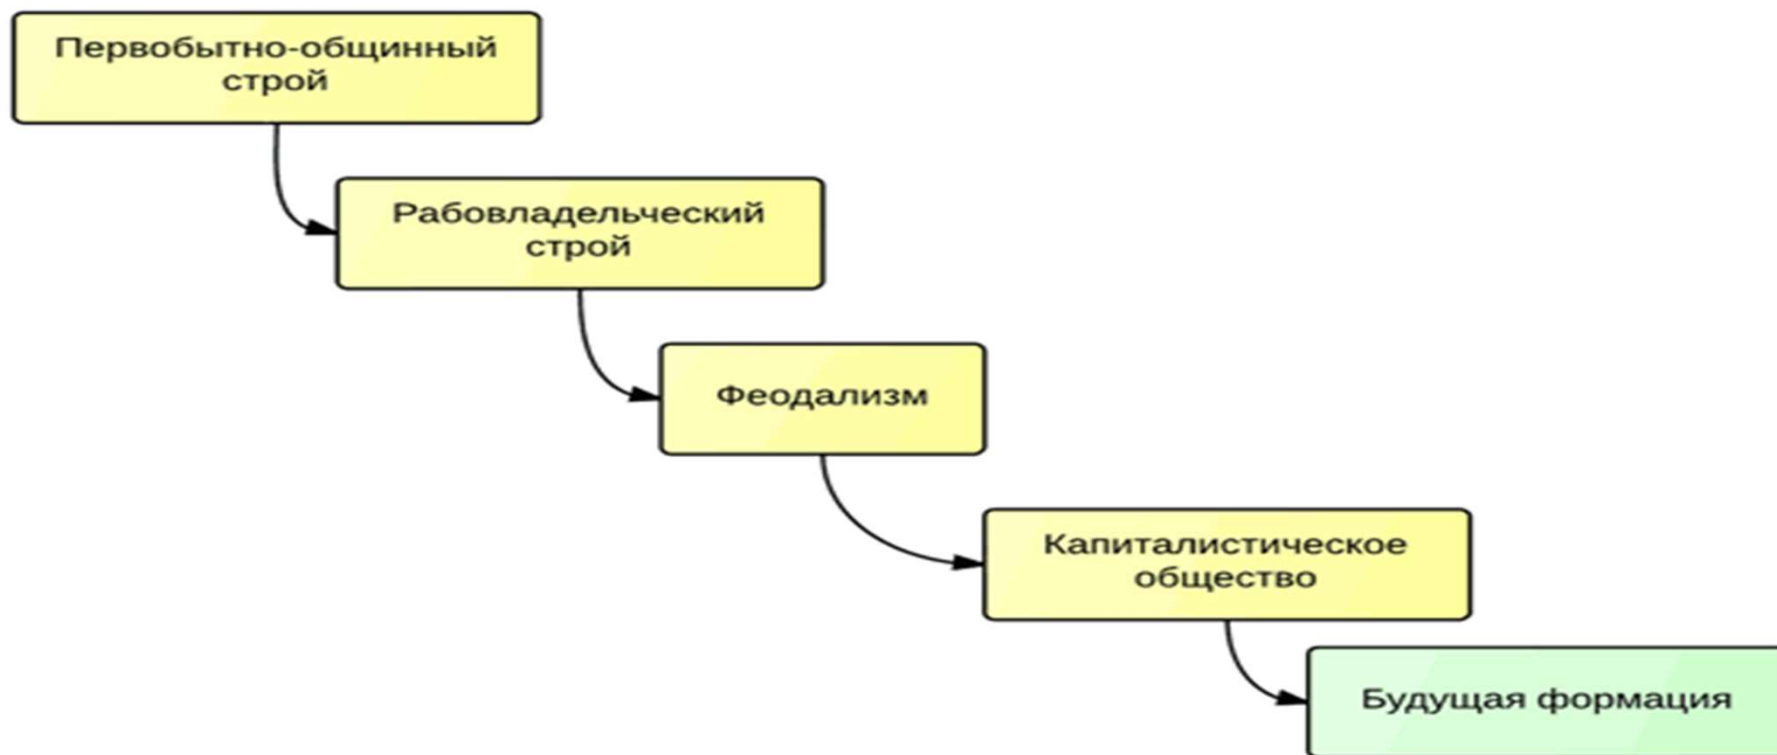 Первобытно-общинный
строй
Рабовладельческий
строй
Феодализм
Капиталистическое
общество
Будущая формация